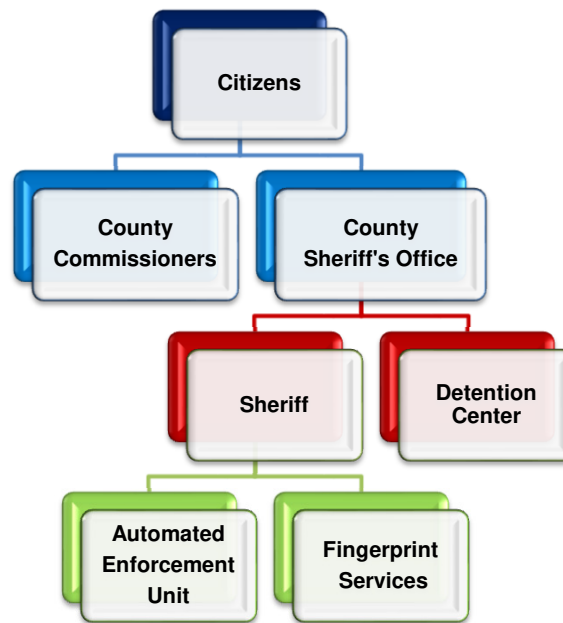 Citizens
County
Commissioners
County
Sheriff's Office
Sheriff
Detention
Center
Automated
Enforcement
Unit
Fingerprint
Services